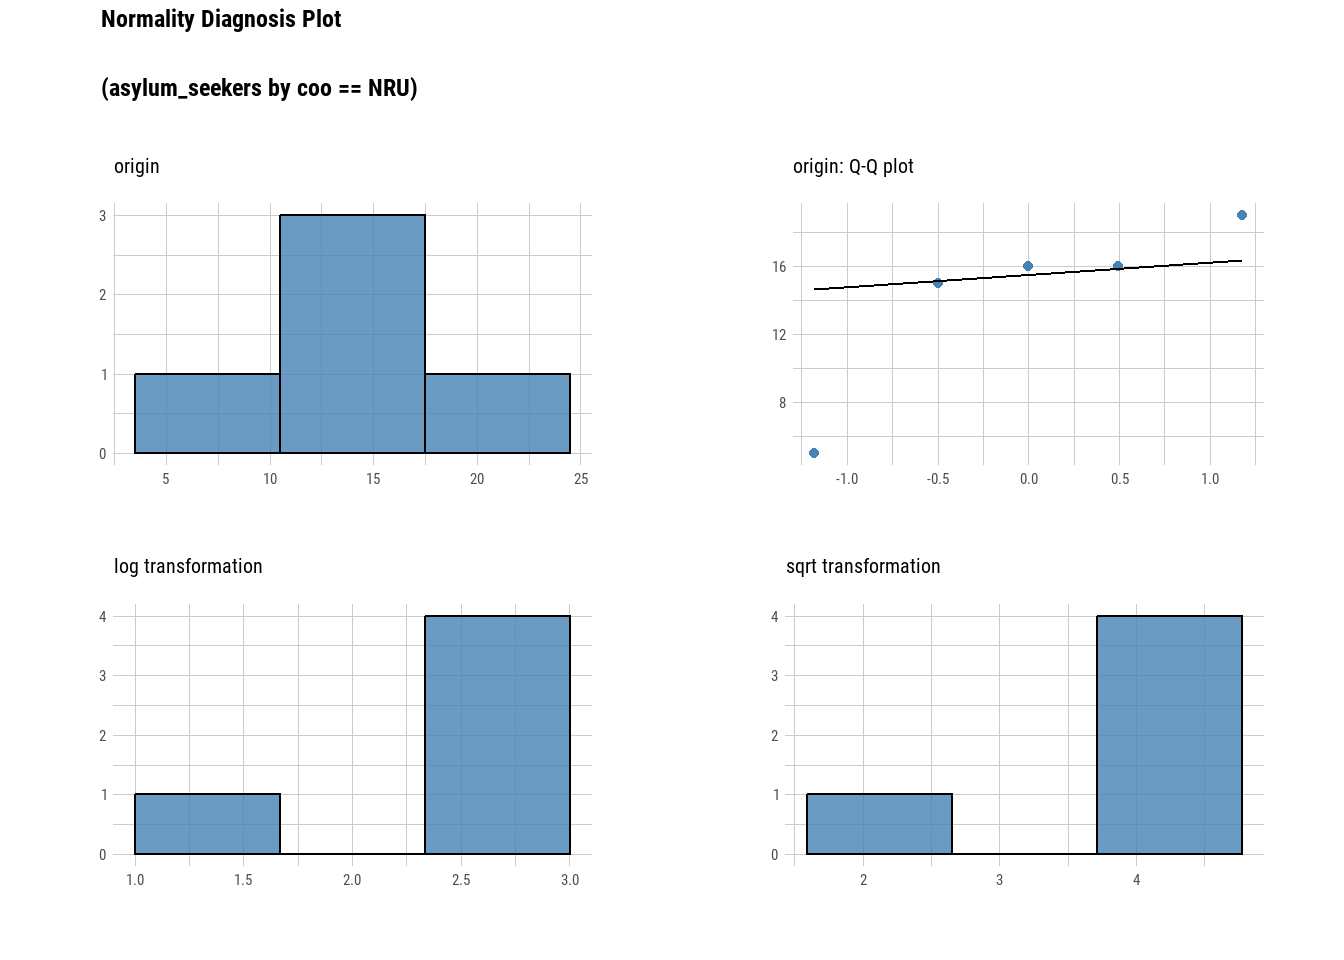 Normality Diagnosis Plot
(asylum_seekers by coo == NRU)
origin
3
2
1
0
5 10 15 20 25
origin: Q-Q plot
16
12
8
-1.0 -0.5 0.0 0.5 1.0
log transformation
4
3
2
1
0
1.0 1.5 2.0 2.5 3.0
sqrt transformation
4
3
2
1
0
2 3 4